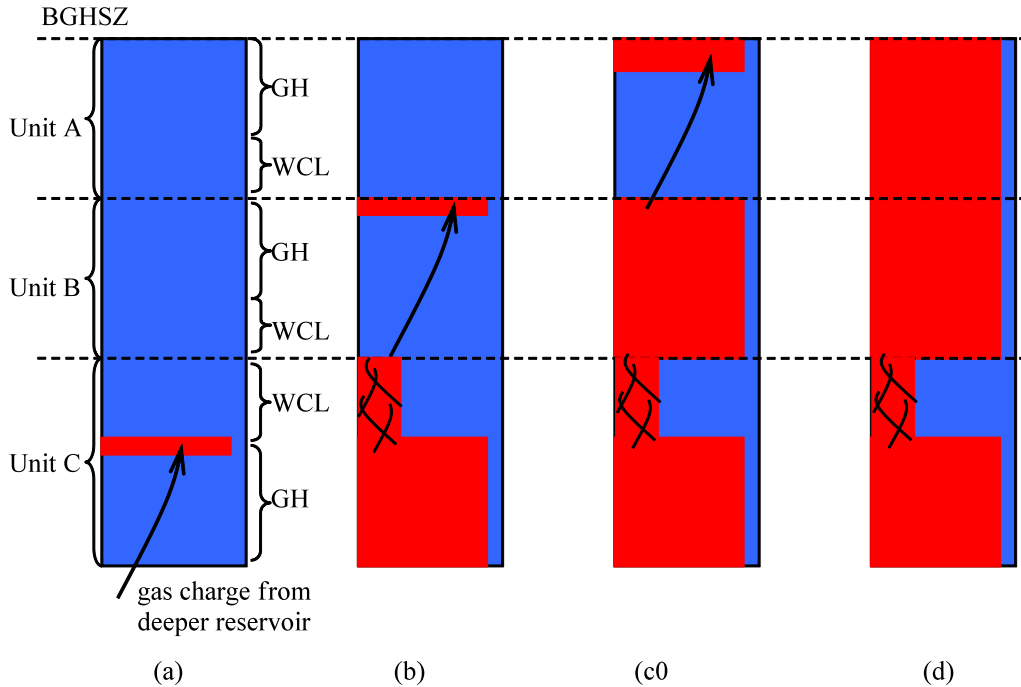 BGHSZ
GH
Unit A
WCL
GH
Unit B
WCL
WCL
Unit C
GH
gas charge from
deeper reservoir
(a)
(b)
(c0
(d)